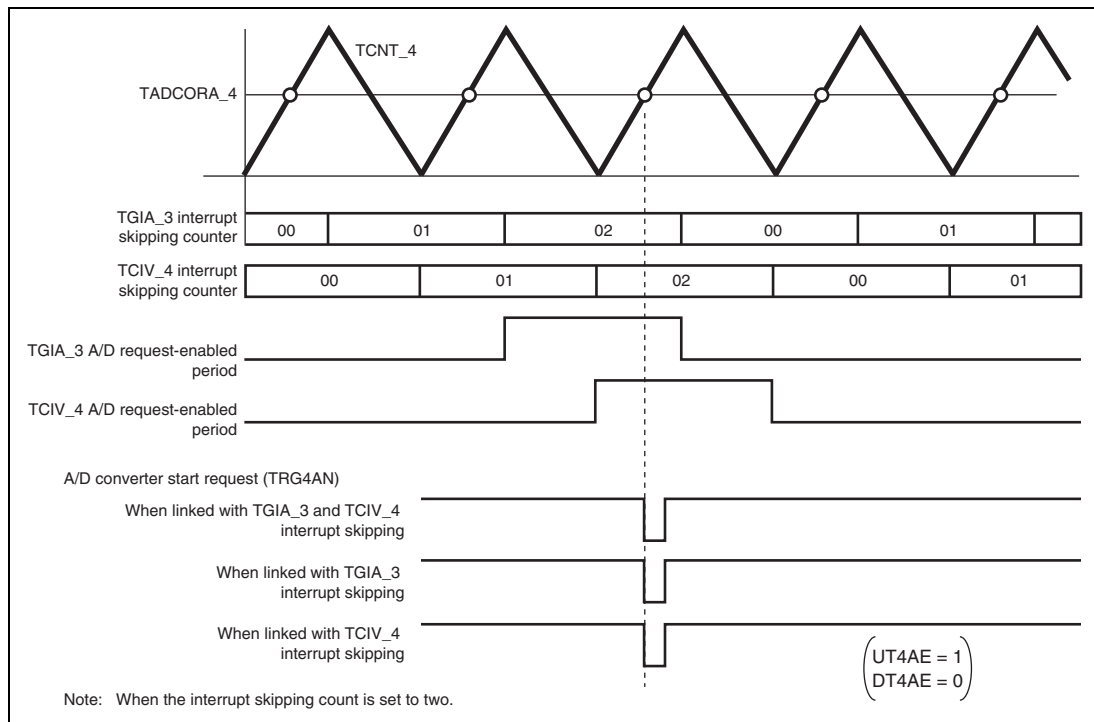 TCNT_4
TADCORA_4
TGIA_3 interrupt
skipping counter
00 01 02 00 01
TCIV_4 interrupt
skipping counter
00 01 02 00 01
TGIA_3 A/D request-enabled
period
TCIV_4 A/D request-enabled
period
A/D converter start request (TRG4AN)
When linked with TGIA_3 and TCIV_4
interrupt skipping
When linked with TGIA_3
interrupt skipping
When linked with TCIV_4
interrupt skipping
UT4AE = 1
DT4AE = 0
Note: When the interrupt skipping count is set to two.